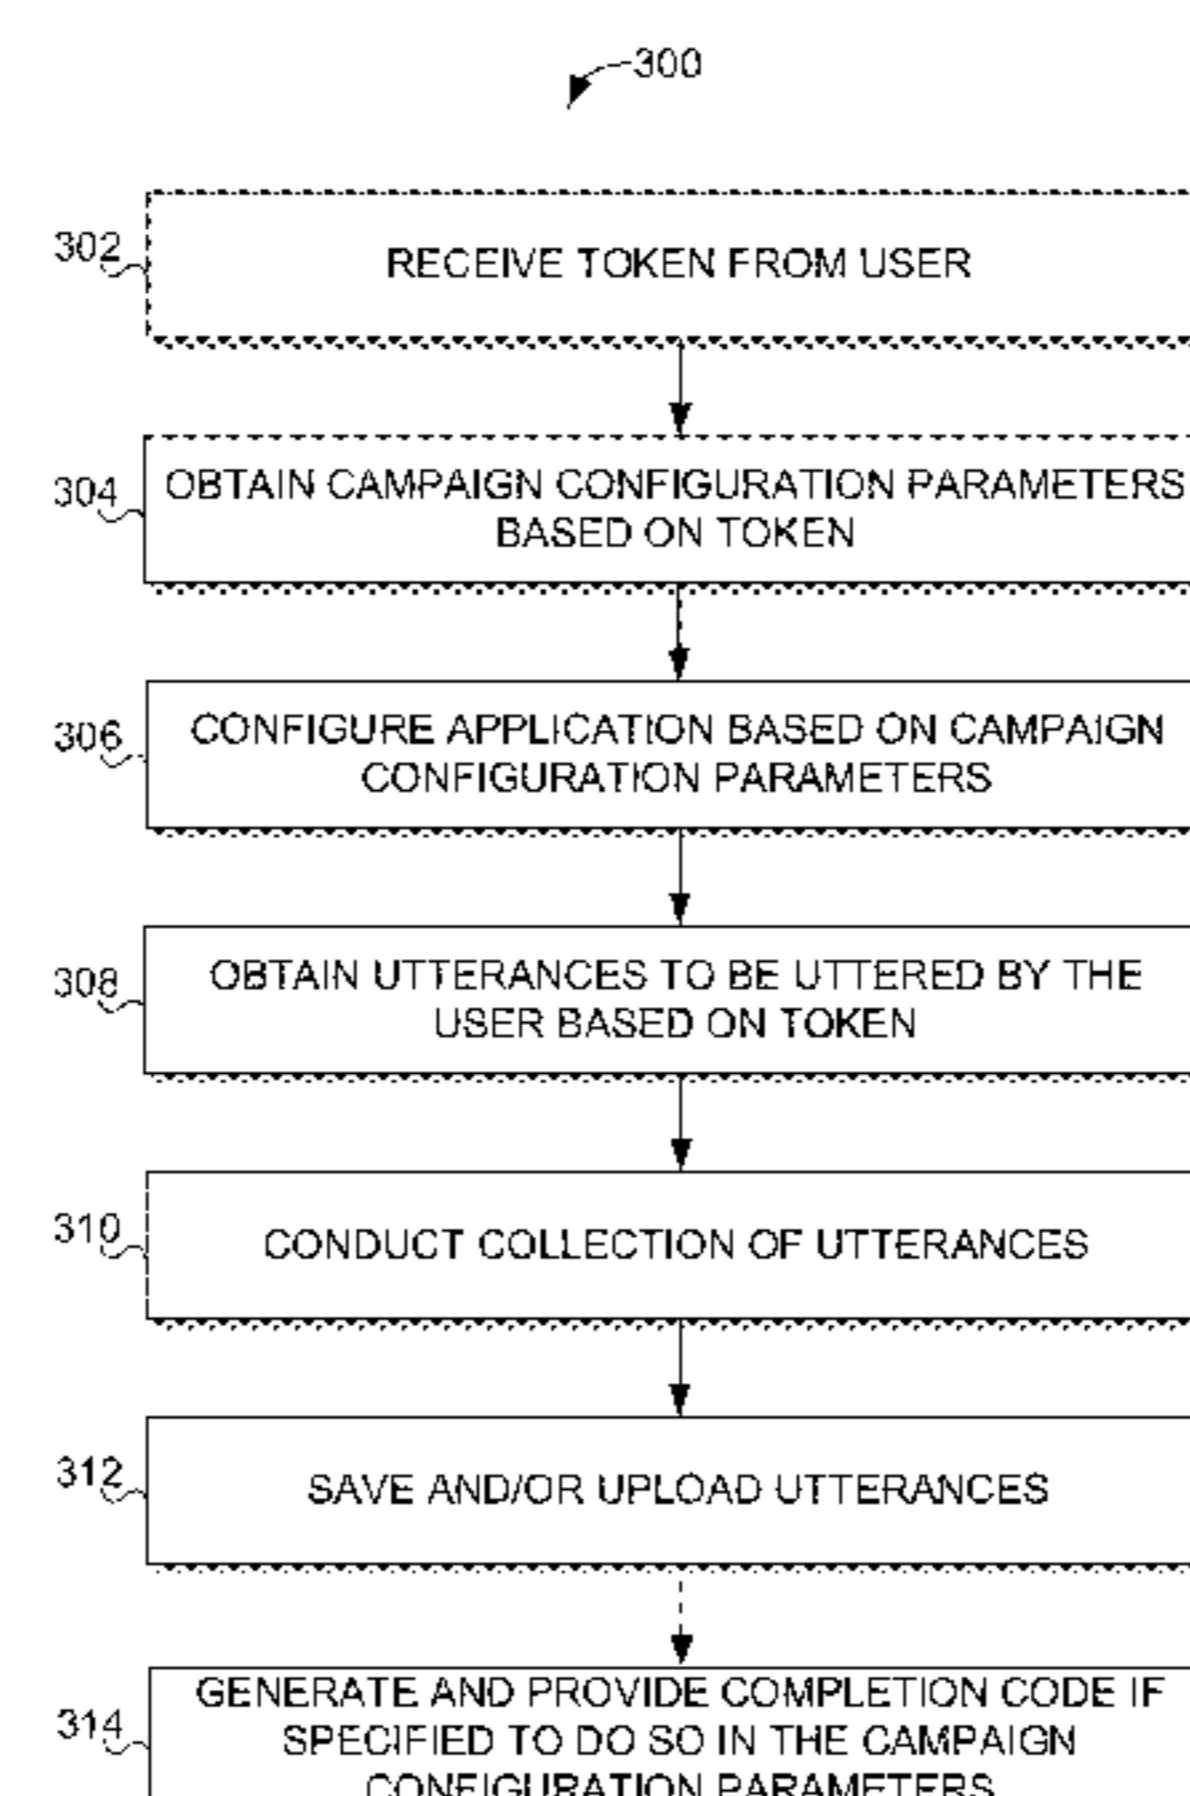 300
302
RECEIVE TOKEN FROM USER
304
OBTAIN CAMPAIGN CONFIGURATION PARAMETERS
BASED ON TOKEN
306
CONFIGURE APPLICATION BASED ON CAMPAIGN
CONFIGURATION PARAMETERS
308
OBTAIN UTTERANCES TO BE UTTERED BY THE
USER BASED ON TOKEN
310
CONDUCT COLLECTION OF UTTERANCES
312
SAVE AND/OR UPLOAD UTTERANCES
314
GENERATE AND PROVIDE COMPLETION CODE IF
SPECIFIED TO DO SO IN THE CAMPAIGN
CONFIGURATION PARAMETERS